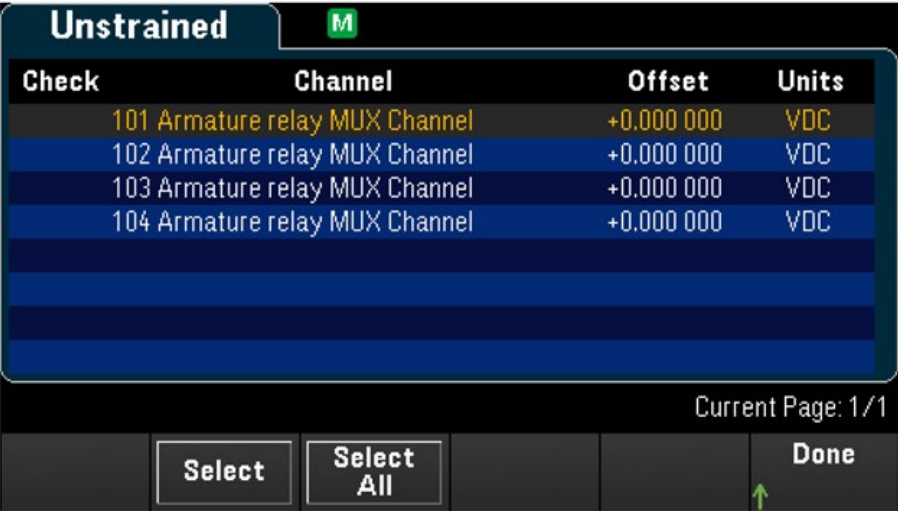 Unstrained M
Check Channel Offset Units
101 Armature relay MUX Channel +0.000 000 VDC
102 Armature relay MUX Channel +0.000 000 VDC
103 Armature relay MUX Channel +0.000 000 VDC
104 Armature relay MUX Channel +0.000 000 VDC
Current Page: 1/1
Select
Select
All
Done